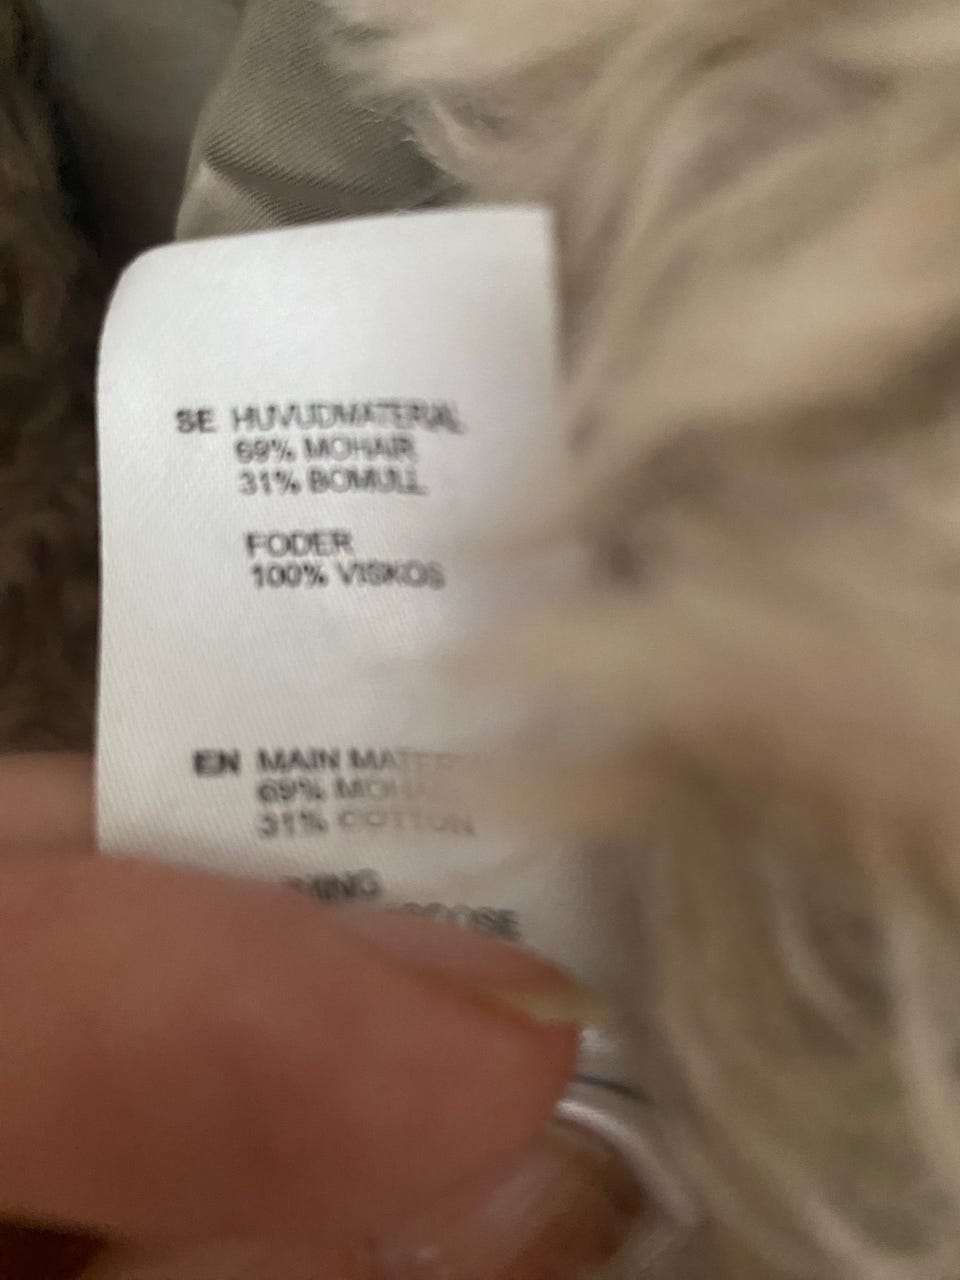 SE HUVUDMATERIAL
69% MOHAIR
31% BOMULL
FODER
100% VISKOS
EN MAIN
69%
31% COTTON